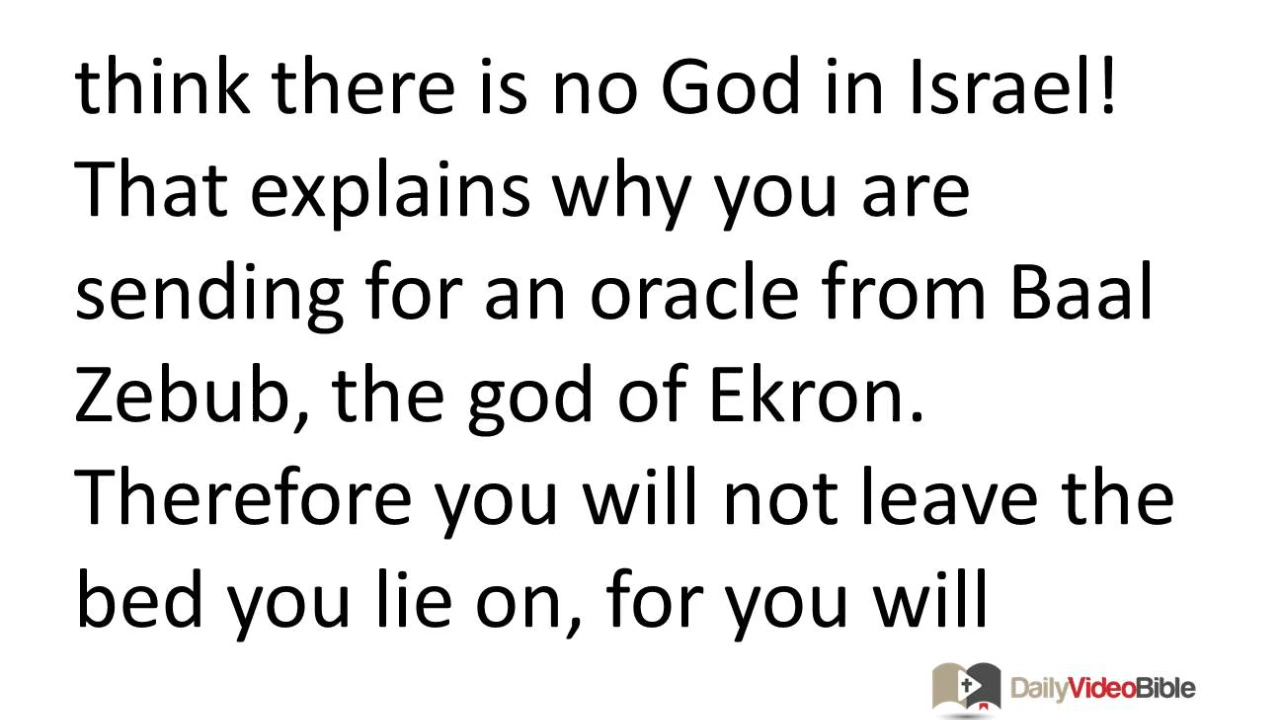 think there is no God in Israel!
That explains why you are
sending for an oracle from Baal
Zebub, the god of Ekron.
Therefore you will not leave the
bed you lie on, for you will
DailyVideoBible